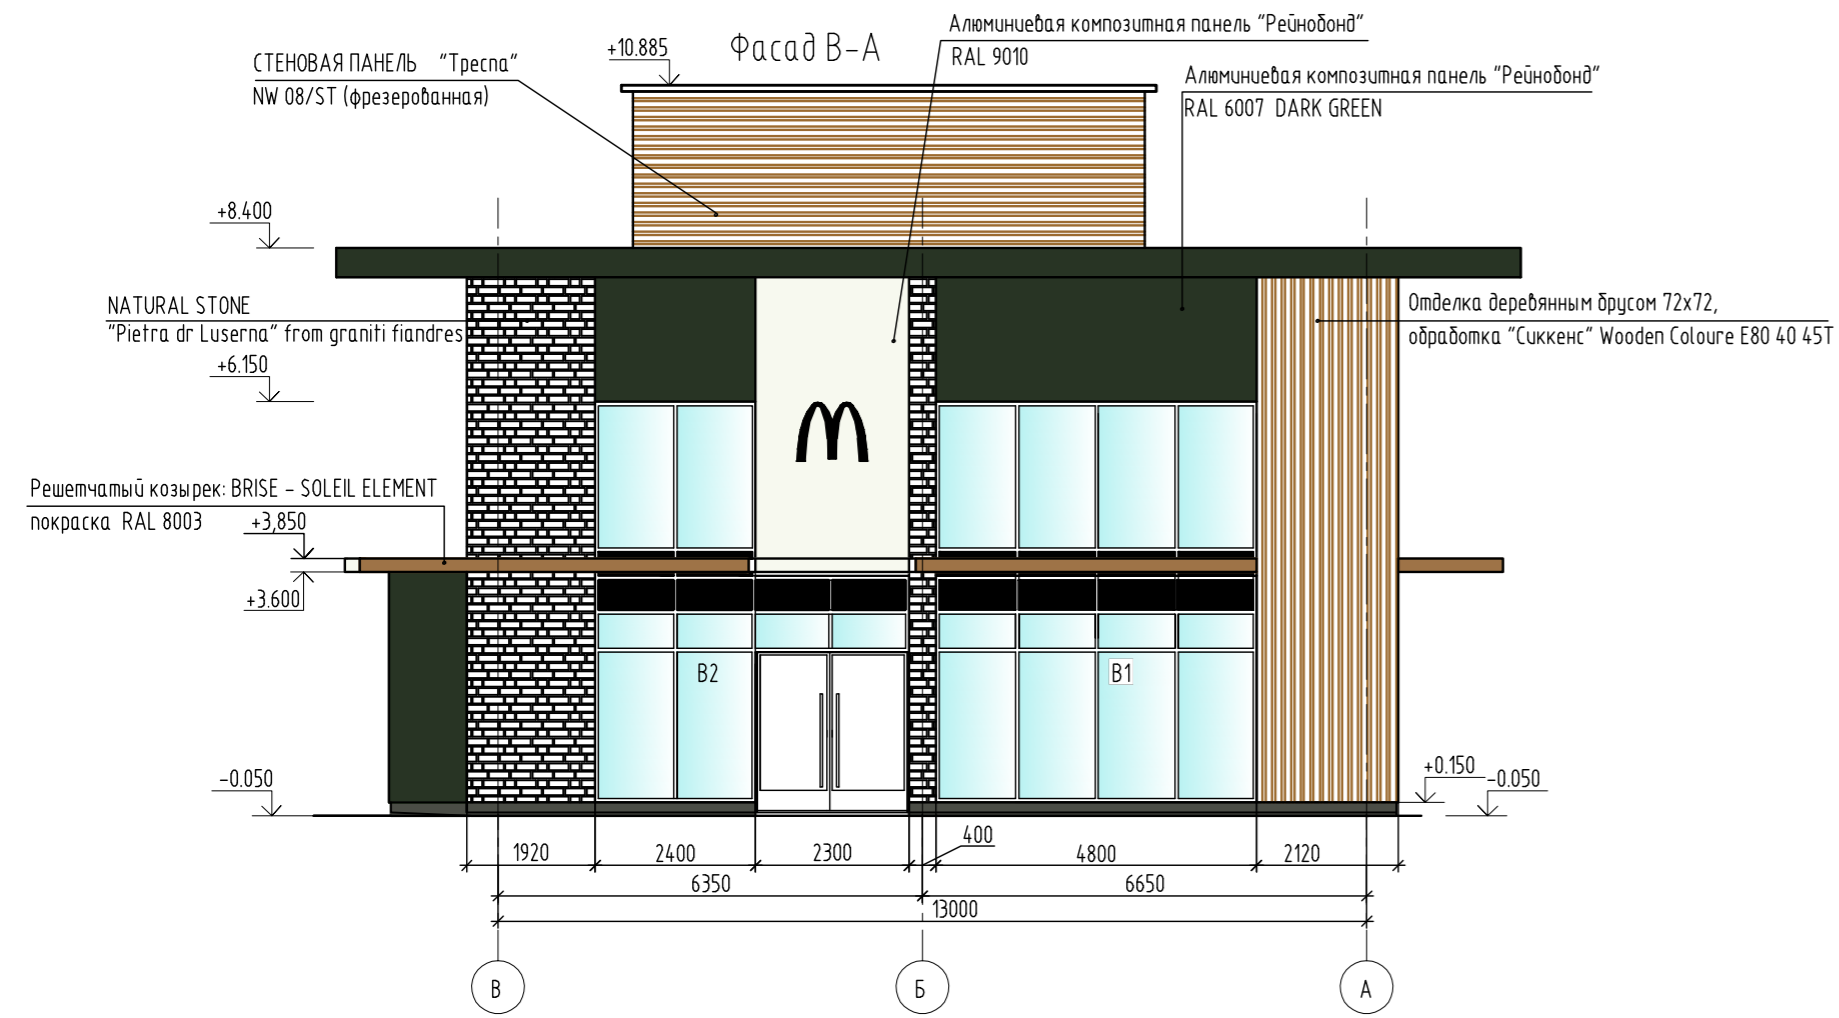 Фасад В-А
Алюминиевая композитная панель "Рейнобонд"
RAL 9010
+10.885
СТЕНОВАЯ ПАНЕЛЬ "Треспа"
NW 08/ST (фрезерованная)
Алюминиевая композитная панель "Рейнобонд"
RAL 6007 DARK GREEN
+8.400
NATURAL STONE
"Pietra dr Luserna" from graniti fiandres
Отделка деревянным брусом 72x72,
обработка "Сиккенс" Wooden Coloure E80 40 45T
+6.150
Решетчатый козырек: BRISE - SOLEIL ELEMENT
покраска RAL 8003
+3,850
+3.600
B2
B1
-0.050
+0.150
-0.050
400
1920
2400
2300
4800
2120
6350
6650
13000
В
Б
А